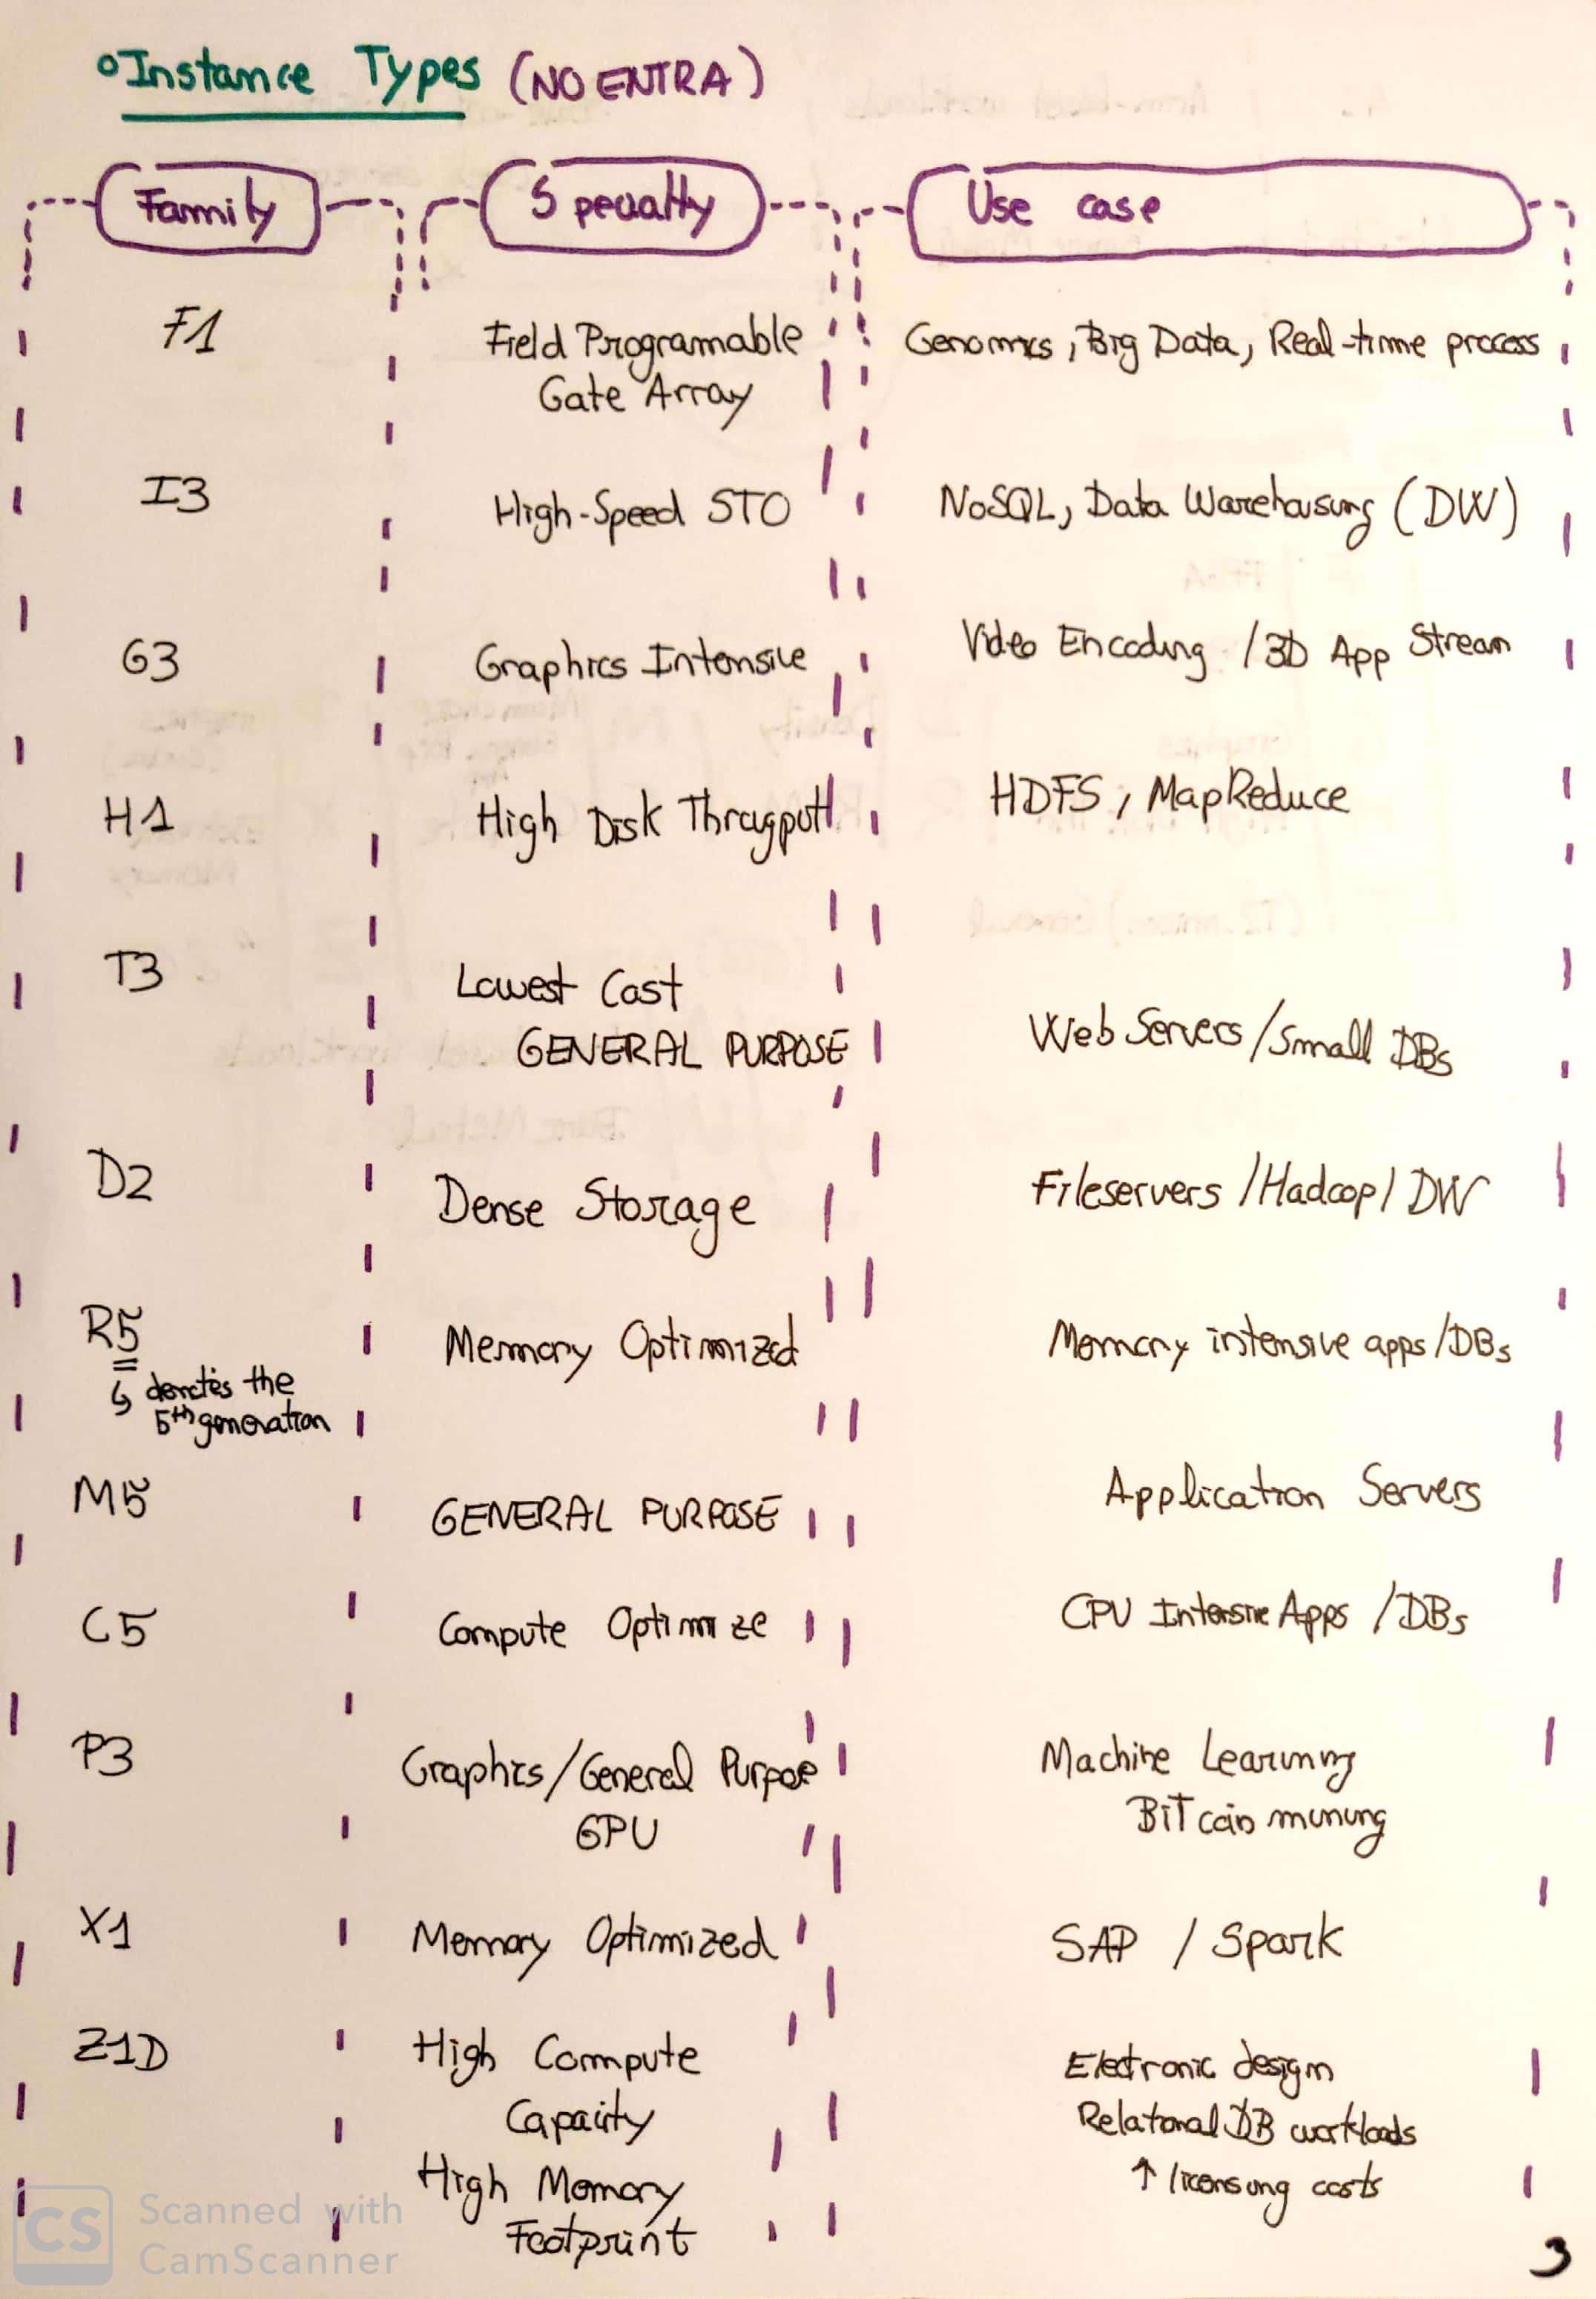 Instance Types (NO ENTRA)
Family Specialty Use case
F1 Field Programable Genomics, Big Data, Real-time process
Gate Array
I3 High-Speed STO NoSQL, Data Warehousing (DW)
G3 Graphics Intensive Video Encoding / 3D App Stream
H1 High Disk Througput HDFS, MapReduce
T3 Lowest Cost
GENERAL PURPOSE Web Servers / Small DBs
D2 Dense Storage Fileservers / Hadoop / DW
R5 Memory Optimized Memory intensive apps / DBs
↳ denotes the
5th generation
M5 GENERAL PURPOSE Application Servers
C5 Compute Optimize CPU Intensive Apps / DBs
P3 Graphics/General Purpose Machine Learning
GPU BiTcoin mining
X1 Memory Optimized SAP / Spark
Z1D High Compute Electronic design
Capacity Relational DB workloads
High Memory ↑ licensing costs
Footprint
CS Scanned with
CamScanner
3